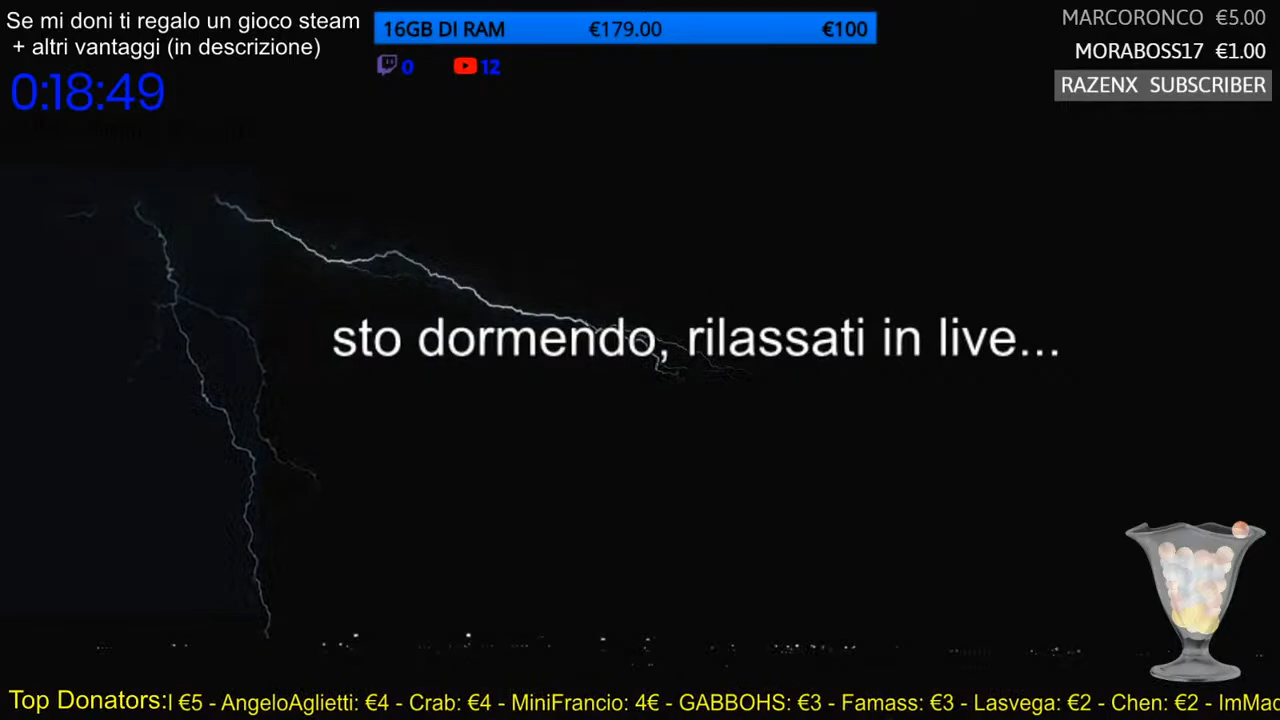 Se mi doni ti regalo un gioco steam
+ altri vantaggi (in descrizione)
0:18:49
16GB DI RAM €179.00 €100
0 12
MARCORONCO €5.00
MORABOSS17 €1.00
RAZENX SUBSCRIBER
sto dormendo, rilassati in live...
Top Donators: €5 - AngeloAglietti: €4 - Crab: €4 - MiniFrancio: 4€ - GABBOHS: €3 - Famass: €3 - Lasvega: €2 - Chen: €2 -